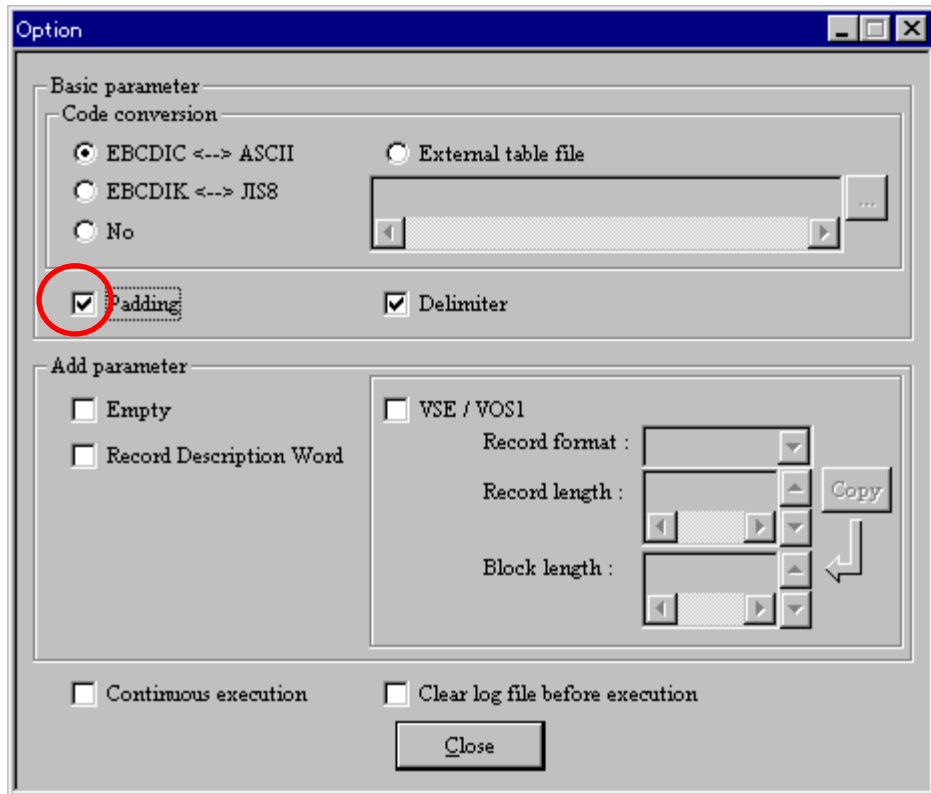 Option
Basic parameter
Code conversion
EBCDIC <--> ASCII
External table file
EBCDIK <--> JIS8
...
No
Padding
Delimiter
Add parameter
Empty
VSE / VOS1
Record Description Word
Record format :
Record length :
Copy
Block length :
Continuous execution
Clear log file before execution
Close